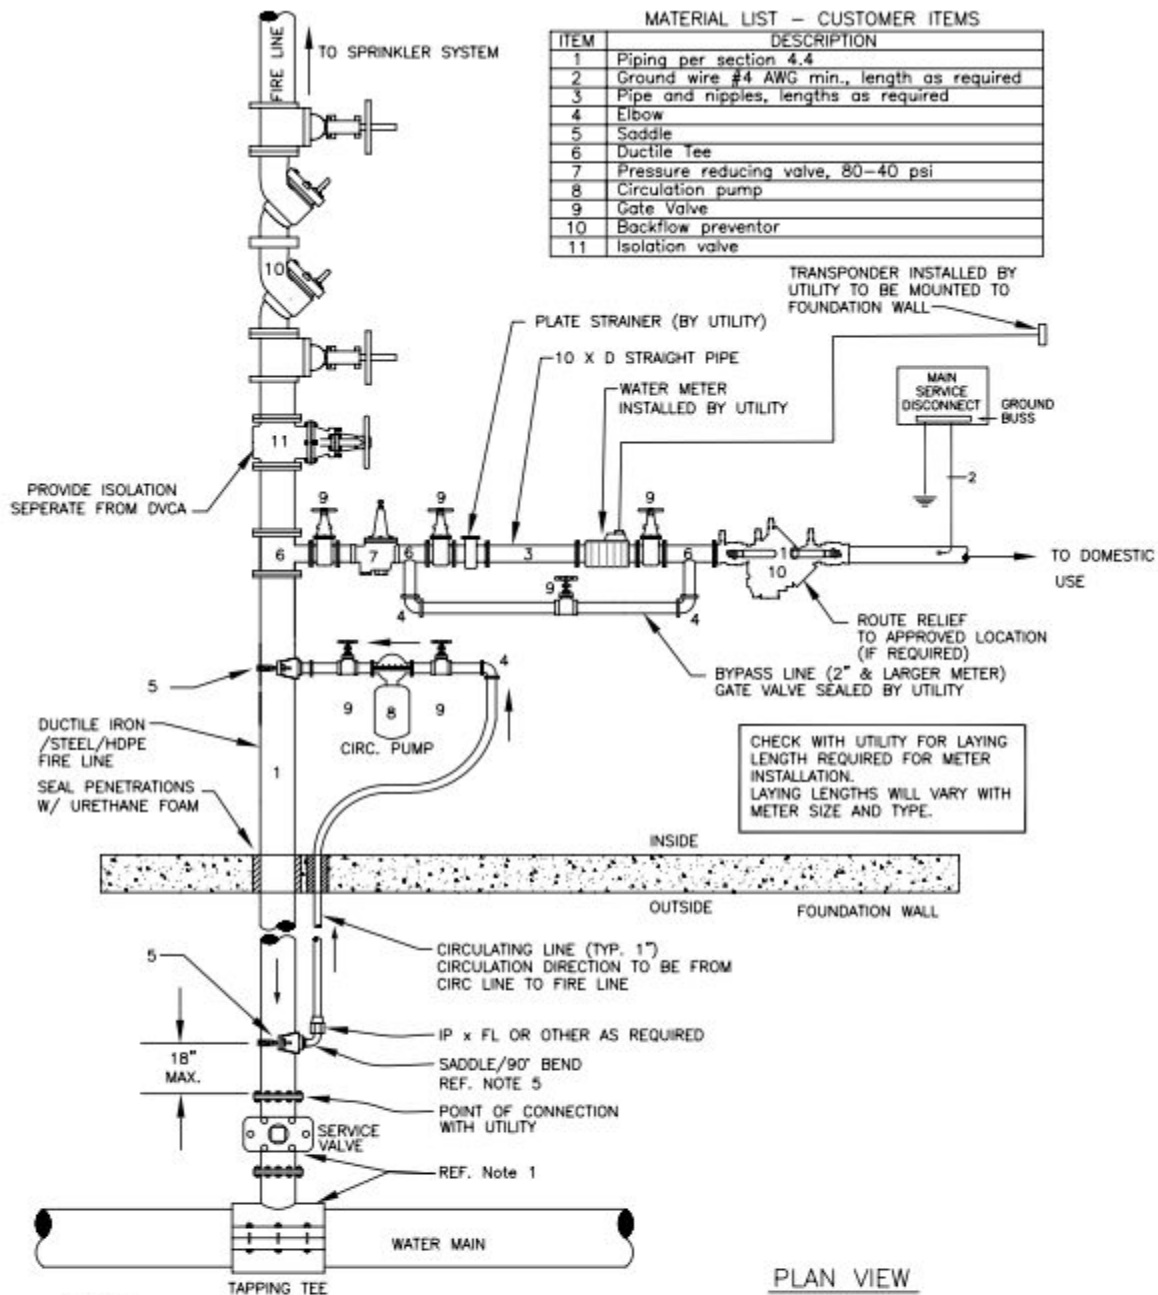 MATERIAL LIST – CUSTOMER ITEMS
ITEM DESCRIPTION
1 Piping per section 4.4
2 Ground wire #4 AWG min., length as required
3 Pipe and nipples, lengths as required
4 Elbow
5 Saddle
6 Ductile Tee
7 Pressure reducing valve, 80–40 psi
8 Circulation pump
9 Gate Valve
10 Backflow preventor
11 Isolation valve
FIRE LINE
TO SPRINKLER SYSTEM
10
TRANSPONDER INSTALLED BY
UTILITY TO BE MOUNTED TO
FOUNDATION WALL
PLATE STRAINER (BY UTILITY)
10 X D STRAIGHT PIPE
WATER METER
INSTALLED BY UTILITY
MAIN
SERVICE
DISCONNECT
GROUND
BUSS
2
11
PROVIDE ISOLATION
SEPERATE FROM DVCA
9
9
9
6
7
6
3
6
1
10
TO DOMESTIC
USE
9
4
4
ROUTE RELIEF
TO APPROVED LOCATION
(IF REQUIRED)
BYPASS LINE (2" & LARGER METER)
GATE VALVE SEALED BY UTILITY
4
5
9
8
9
CIRC. PUMP
DUCTILE IRON
/STEEL/HDPE
FIRE LINE
1
SEAL PENETRATIONS
W/ URETHANE FOAM
CHECK WITH UTILITY FOR LAYING
LENGTH REQUIRED FOR METER
INSTALLATION.
LAYING LENGTHS WILL VARY WITH
METER SIZE AND TYPE.
INSIDE
OUTSIDE
FOUNDATION WALL
5
CIRCULATING LINE (TYP. 1")
CIRCULATION DIRECTION TO BE FROM
CIRC LINE TO FIRE LINE
IP x FL OR OTHER AS REQUIRED
18"
MAX.
SADDLE/90° BEND
REF. NOTE 5
POINT OF CONNECTION
WITH UTILITY
SERVICE
VALVE
REF. Note 1
WATER MAIN
TAPPING TEE
PLAN VIEW